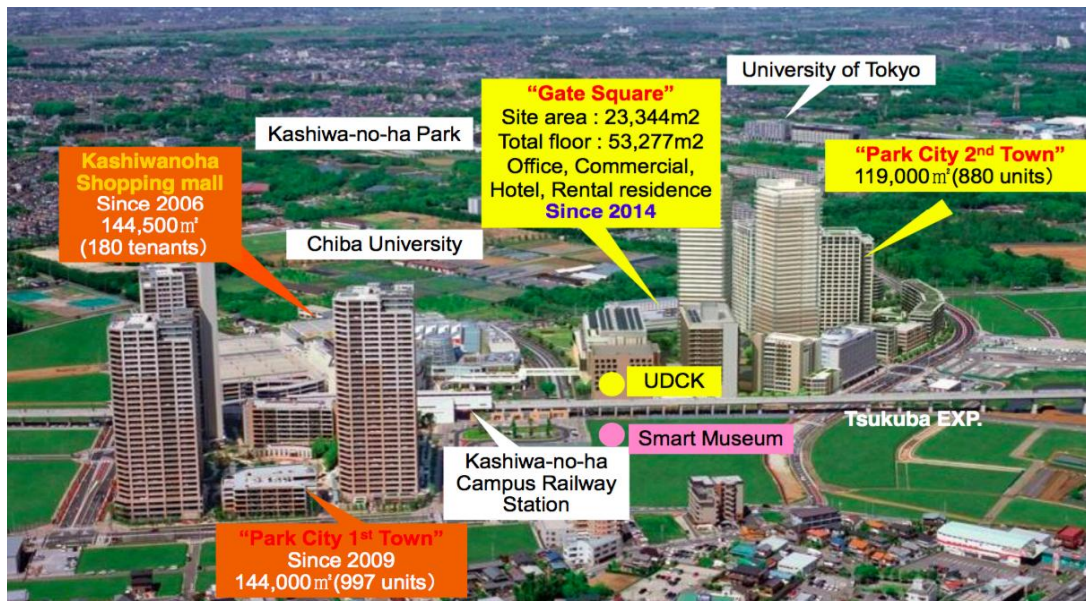 University of Tokyo
“Gate Square”
Site area : 23,344m2
Total floor : 53,277m2
Office, Commercial,
Hotel, Rental residence
Since 2014
Kashiwa-no-ha Park
“Park City 2nd Town”
119,000㎡(880 units)
Kashiwanoha
Shopping mall
Since 2006
144,500㎡
(180 tenants)
Chiba University
UDCK
Tsukuba EXP.
Smart Museum
Kashiwa-no-ha
Campus Railway
Station
“Park City 1st Town”
Since 2009
144,000㎡(997 units)